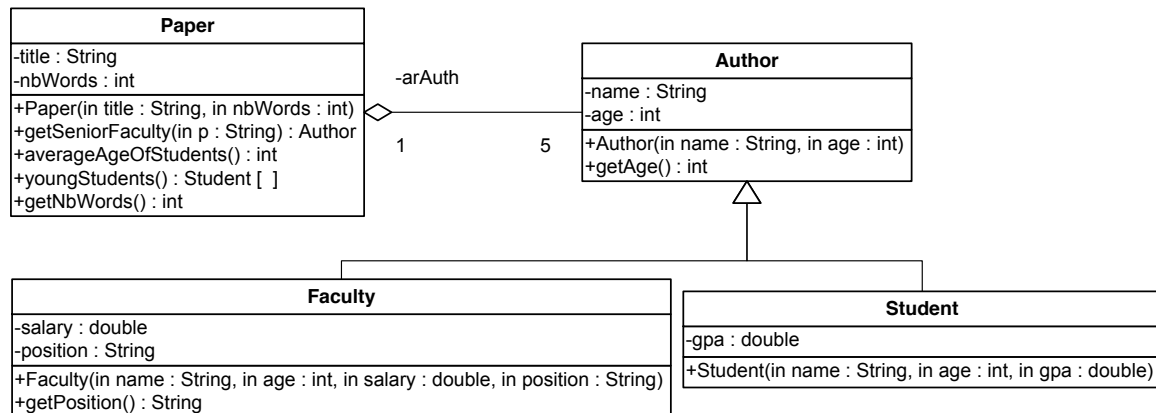 Paper
-title : String
-nbWords : int
+Paper(in title : String, in nbWords : int)
+getSeniorFaculty(in p : String) : Author
+averageAgeOfStudents() : int
+youngStudents() : Student [ ]
+getNbWords() : int
-arAuth
1
5
Author
-name : String
-age : int
+Author(in name : String, in age : int)
+getAge() : int
Faculty
-salary : double
-position : String
+Faculty(in name : String, in age : int, in salary : double, in position : String)
+getPosition() : String
Student
-gpa : double
+Student(in name : String, in age : int, in gpa : double)